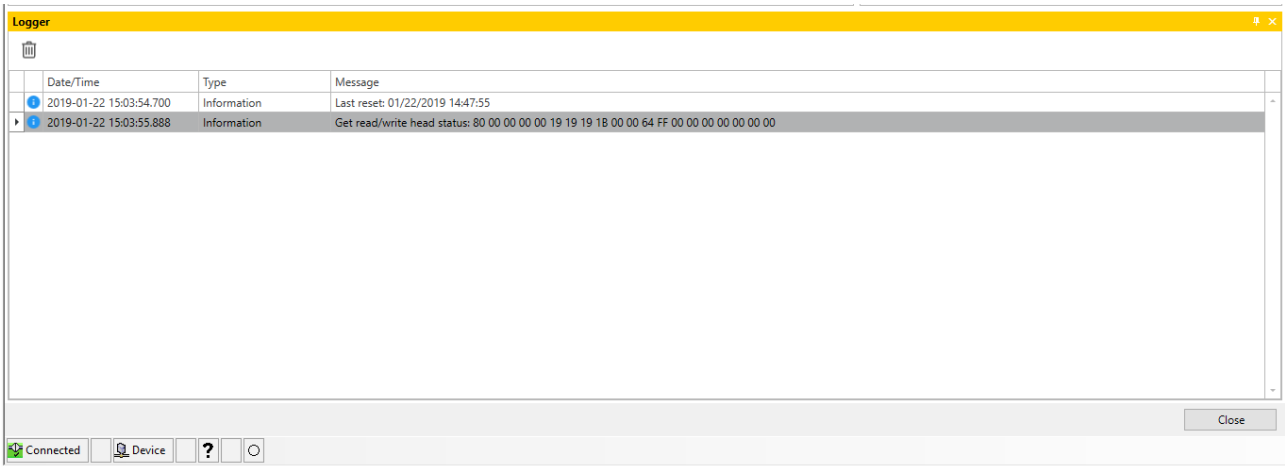 Logger
Date/Time Type Message
2019-01-22 15:03:54.700 Information Last reset: 01/22/2019 14:47:55
2019-01-22 15:03:55.888 Information Get read/write head status: 80 00 00 00 00 19 19 19 1B 00 00 64 FF 00 00 00 00 00 00 00
Close
Connected Device ?